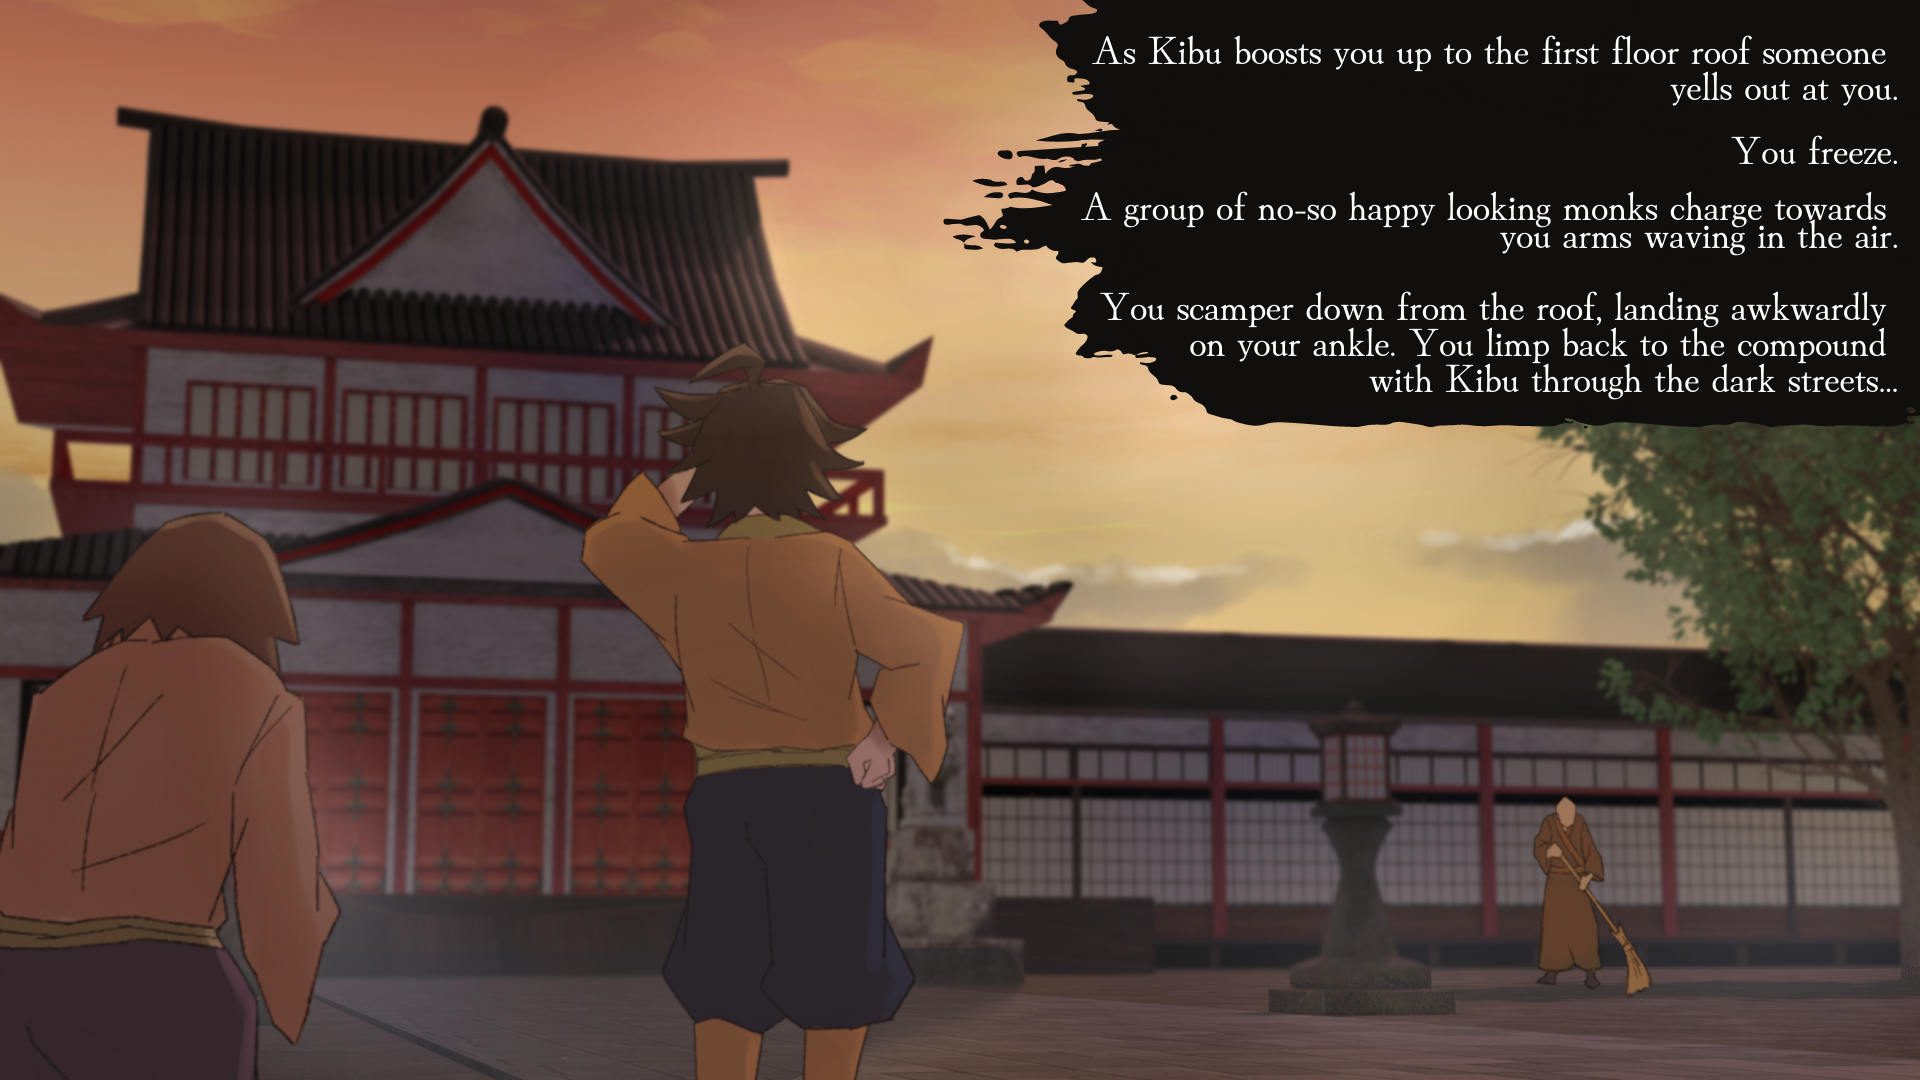 As Kibu boosts you up to the first floor roof someone
yells out at you.
You freeze.
A group of no-so happy looking monks charge towards
you arms waving in the air.
You scamper down from the roof, landing awkwardly
on your ankle. You limp back to the compound
with Kibu through the dark streets...